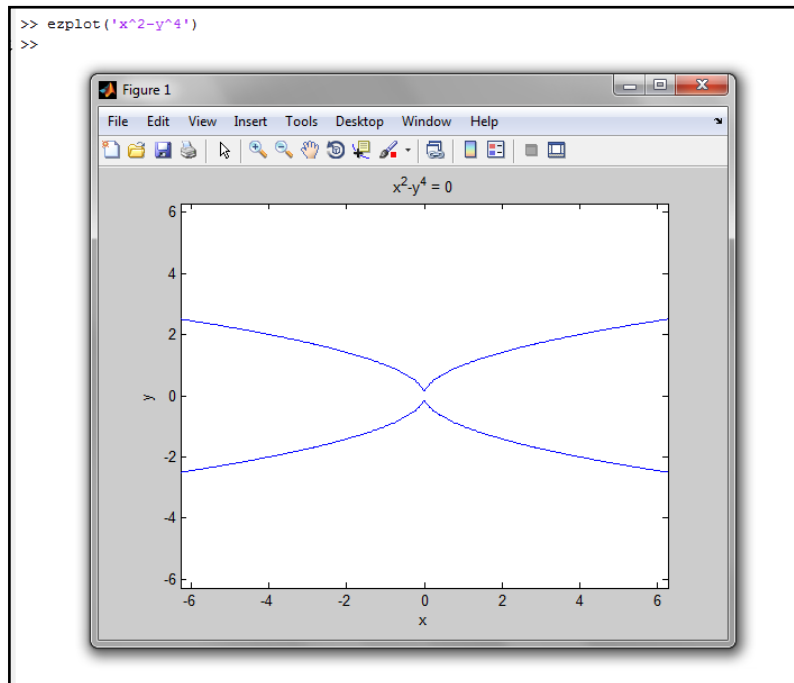 >> ezplot('x^2-y^4')
>>
Figure 1
File Edit View Insert Tools Desktop Window Help
x²-y⁴ = 0
6
4
2
0
-2
-4
-6
y
-6 -4 -2 0 2 4 6
x